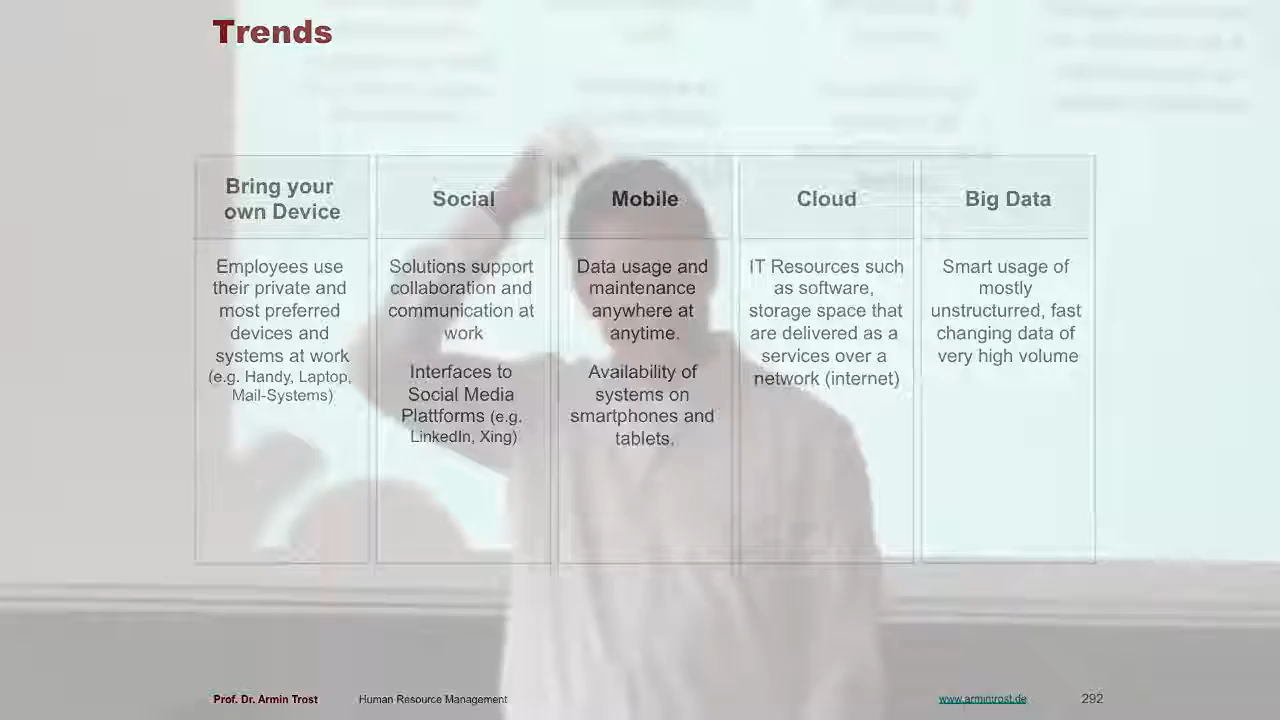 Trends
Bring your
own Device
Employees use
their private and
most preferred
devices and
systems at work
(e.g. Handy, Laptop,
Mail-Systems)
Social
Solutions support
collaboration and
communication at
work
Interfaces to
Social Media
Plattforms (e.g.
LinkedIn, Xing)
Mobile
Data usage and
maintenance
anywhere at
anytime.
Availability of
systems on
smartphones and
tablets.
Cloud
IT Resources such
as software,
storage space that
are delivered as a
services over a
network (internet)
Big Data
Smart usage of
mostly
unstructurred, fast
changing data of
very high volume
Prof. Dr. Armin Trost
Human Resource Management
www.armintrost.de
292